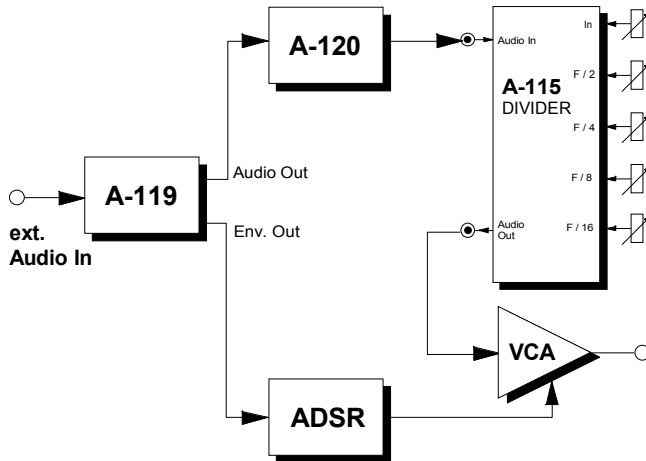 A-120
Audio In
In
A-115
DIVIDER
F / 2
F / 4
F / 8
F / 16
Audio
Out
A-119
Audio Out
Env. Out
ext.
Audio In
VCA
ADSR